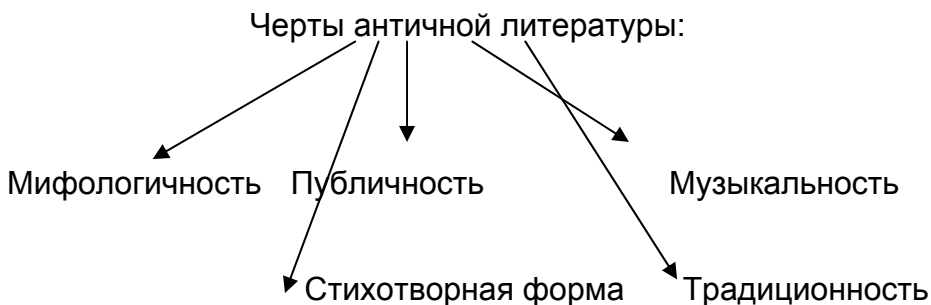 Черты античной литературы:
Мифологичность Публичность Музыкальность
Стихотворная форма Традиционность